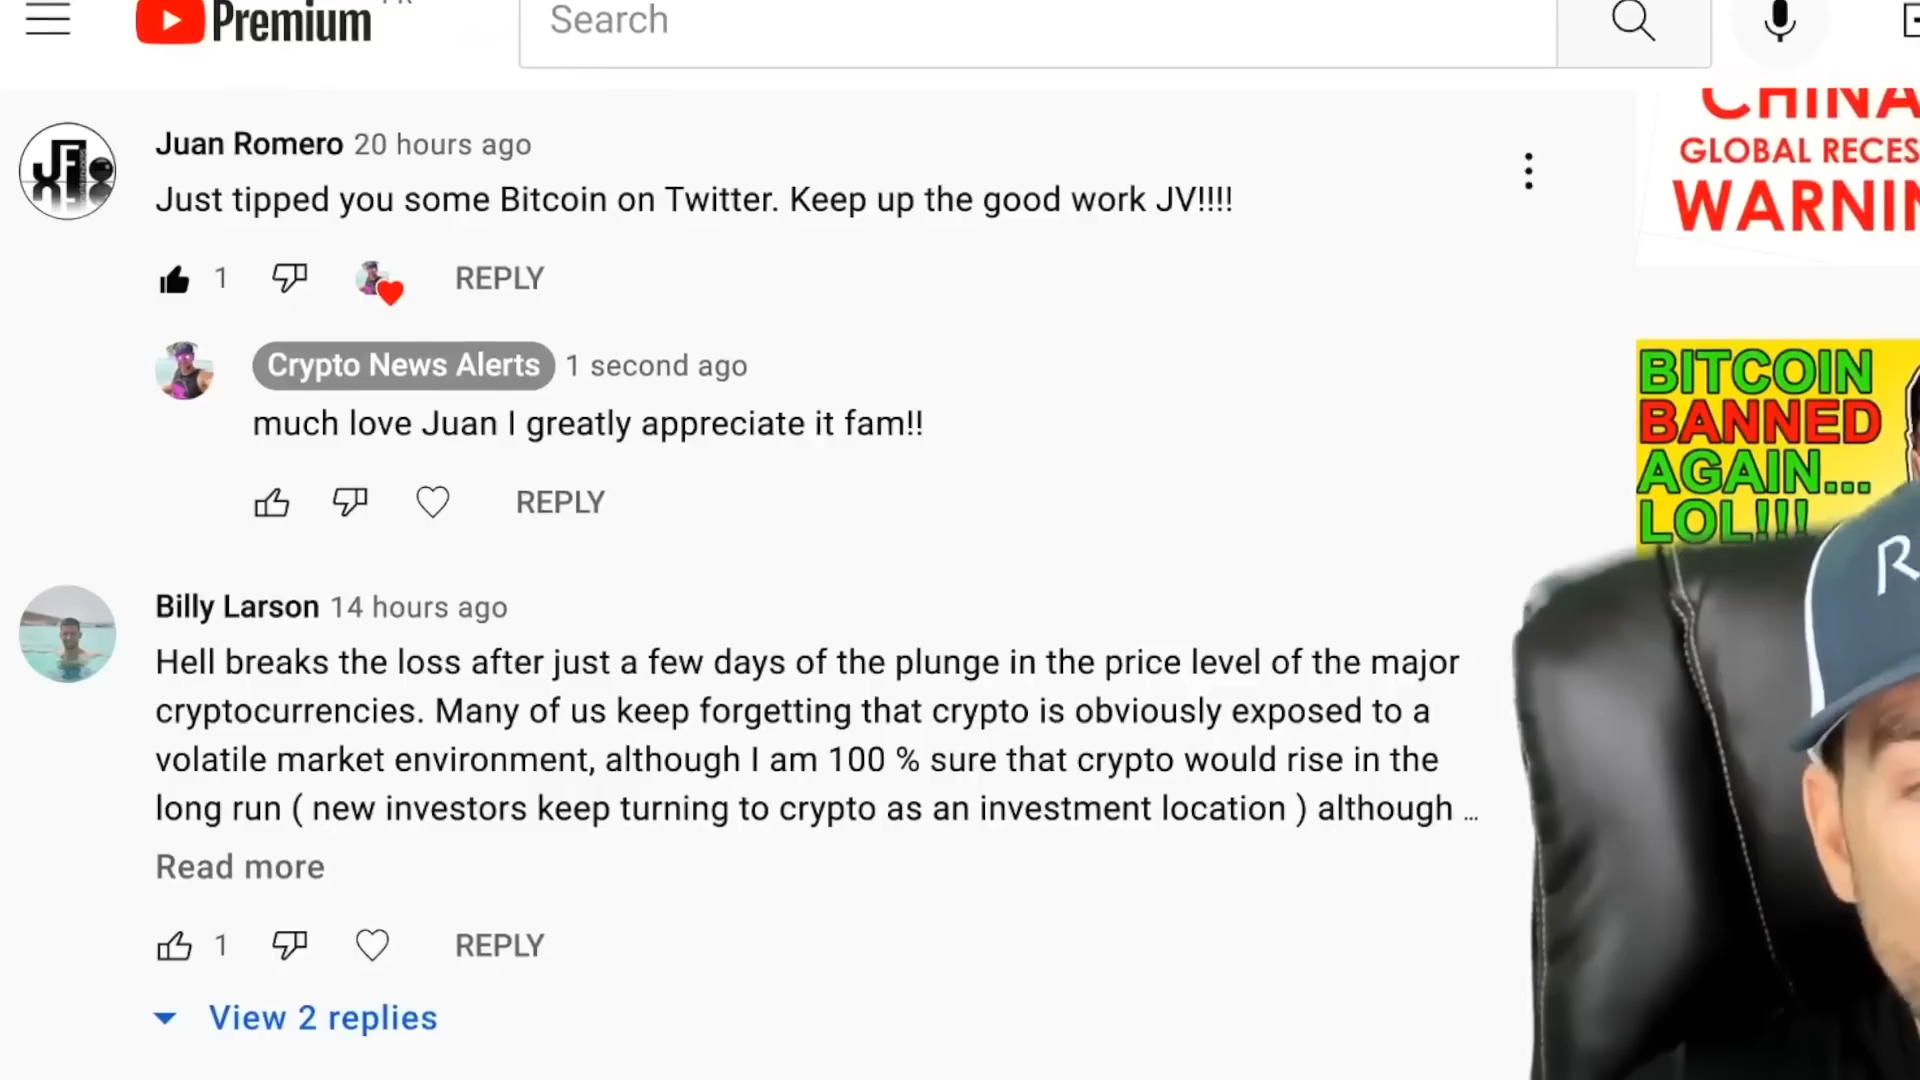 Premium
Search
CHINA
GLOBAL RECES
WARNIN
Juan Romero 20 hours ago
Just tipped you some Bitcoin on Twitter. Keep up the good work JV!!!!
1
REPLY
Crypto News Alerts 1 second ago
much love Juan I greatly appreciate it fam!!
REPLY
BITCOIN
BANNED
AGAIN...
LOL!!!
R
Billy Larson 14 hours ago
Hell breaks the loss after just a few days of the plunge in the price level of the major
cryptocurrencies. Many of us keep forgetting that crypto is obviously exposed to a
volatile market environment, although I am 100 % sure that crypto would rise in the
long run ( new investors keep turning to crypto as an investment location ) although ...
Read more
1
REPLY
View 2 replies